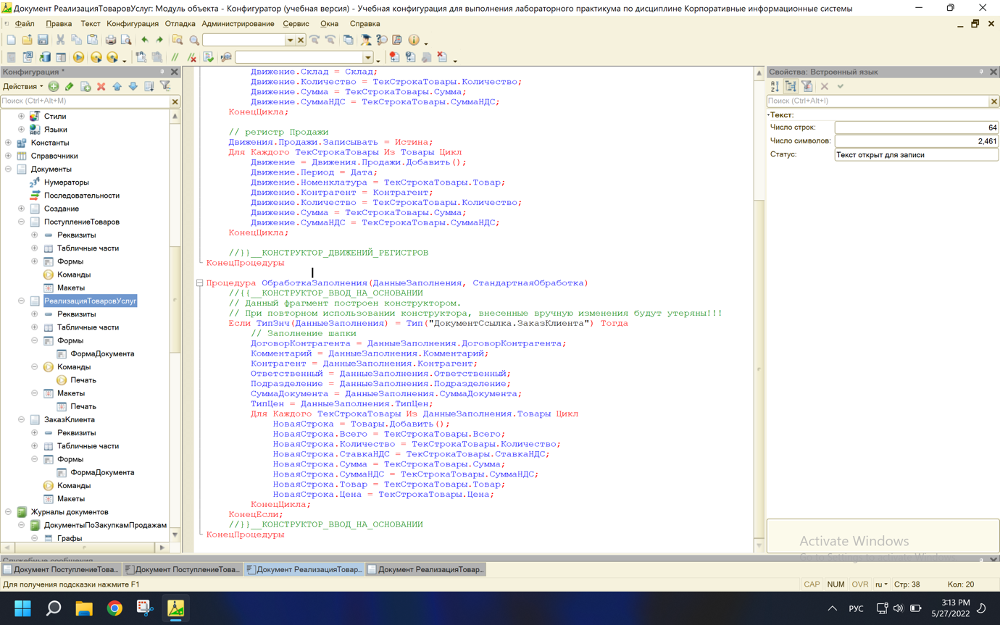 Документ РеализацияТоваровУслуг: Модуль объекта - Конфигуратор (учебная версия) - Учебная конфигурация для выполнения лабораторного практикума по дисциплине Корпоративные информационные системы
Файл Правка Текст Конфигурация Отладка Администрирование Сервис Окна Справка
Конфигурация *
Действия
Поиск (Ctrl+Alt+M)
Стили
Языки
Константы
Справочники
Документы
Нумераторы
Последовательности
Создание
ПоступлениеТоваров
Реквизиты
Табличные части
Формы
Команды
Макеты
РеализацияТоваровУслуг
Реквизиты
Табличные части
Формы
ФормаДокумента
Команды
Печать
Макеты
Печать
ЗаказКлиента
Реквизиты
Табличные части
Формы
ФормаДокумента
Команды
Макеты
Журналы документов
ДокументыПоЗакупкамПродажам
Графы
Движение.Склад = Склад;
Движение.Количество = ТекСтрокаТовары.Количество;
Движение.Сумма = ТекСтрокаТовары.Сумма;
Движение.СуммаНДС = ТекСтрокаТовары.СуммаНДС;
КонецЦикла;
// регистр Продажи
Движения.Продажи.Записывать = Истина;
Для Каждого ТекСтрокаТовары Из Товары Цикл
Движение = Движения.Продажи.Добавить();
Движение.Период = Дата;
Движение.Номенклатура = ТекСтрокаТовары.Товар;
Движение.Контрагент = Контрагент;
Движение.Количество = ТекСтрокаТовары.Количество;
Движение.Сумма = ТекСтрокаТовары.Сумма;
Движение.СуммаНДС = ТекСтрокаТовары.СуммаНДС;
КонецЦикла;
//}}__КОНСТРУКТОР_ДВИЖЕНИЙ_РЕГИСТРОВ
КонецПроцедуры
Процедура ОбработкаЗаполнения(ДанныеЗаполнения, СтандартнаяОбработка)
//{{__КОНСТРУКТОР_ВВОД_НА_ОСНОВАНИИ
// Данный фрагмент построен конструктором.
// При повторном использовании конструктора, внесенные вручную изменения будут утеряны!!!
Если ТипЗнч(ДанныеЗаполнения) = Тип("ДокументСсылка.ЗаказКлиента") Тогда
// Заполнение шапки
ДоговорКонтрагента = ДанныеЗаполнения.ДоговорКонтрагента;
Комментарий = ДанныеЗаполнения.Комментарий;
Контрагент = ДанныеЗаполнения.Контрагент;
Ответственный = ДанныеЗаполнения.Ответственный;
Подразделение = ДанныеЗаполнения.Подразделение;
СуммаДокумента = ДанныеЗаполнения.СуммаДокумента;
ТипЦен = ДанныеЗаполнения.ТипЦен;
Для Каждого ТекСтрокаТовары Из ДанныеЗаполнения.Товары Цикл
НоваяСтрока = Товары.Добавить();
НоваяСтрока.Всего = ТекСтрокаТовары.Всего;
НоваяСтрока.Количество = ТекСтрокаТовары.Количество;
НоваяСтрока.СтавкаНДС = ТекСтрокаТовары.СтавкаНДС;
НоваяСтрока.Сумма = ТекСтрокаТовары.Сумма;
НоваяСтрока.СуммаНДС = ТекСтрокаТовары.СуммаНДС;
НоваяСтрока.Товар = ТекСтрокаТовары.Товар;
НоваяСтрока.Цена = ТекСтрокаТовары.Цена;
КонецЦикла;
КонецЕсли;
//}}__КОНСТРУКТОР_ВВОД_НА_ОСНОВАНИИ
КонецПроцедуры
Свойства: Встроенный язык
Поиск (Ctrl+Alt+I)
Текст:
Число строк: 64
Число символов: 2,461
Статус: Текст открыт для записи
Activate Windows
Служебные сообщения
Документ ПоступлениеТова... Документ ПоступлениеТова... Документ РеализацияТовар... Документ РеализацияТовар...
Для получения подсказки нажмите F1 CAP NUM OVR ru Стр: 38 Кол: 20
РУС
3:13 PM
5/27/2022